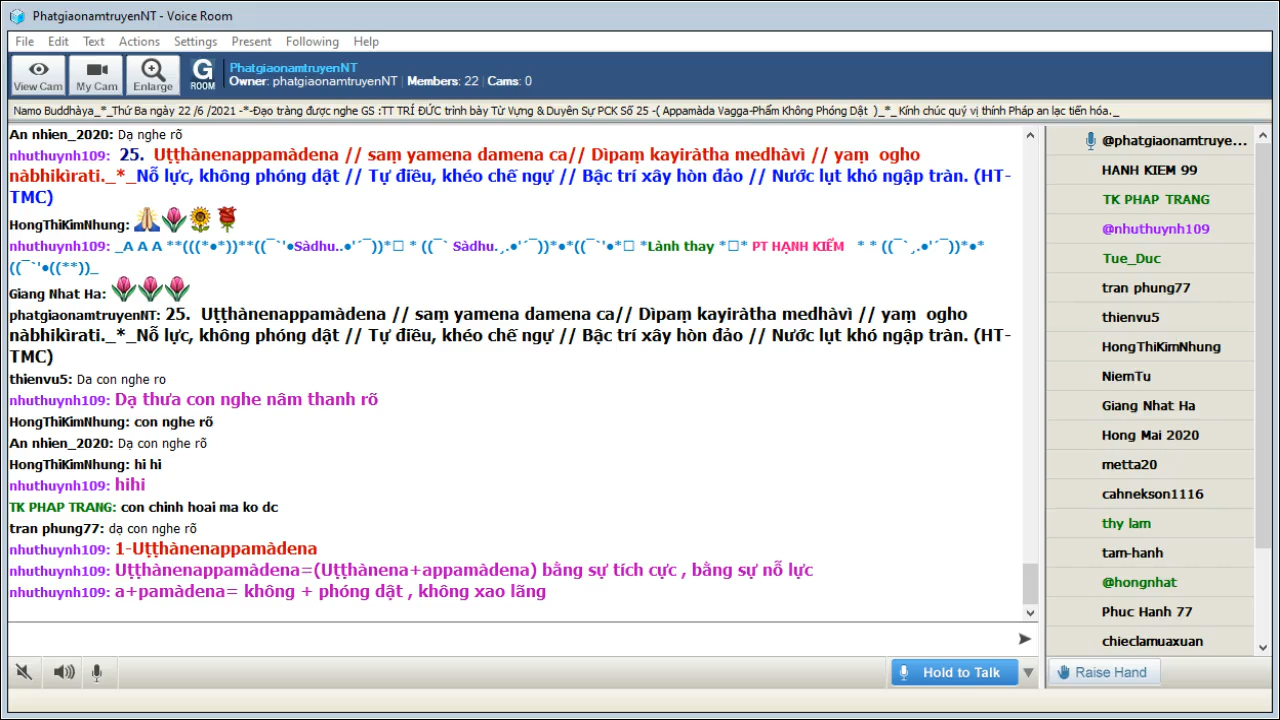 PhatgiaonamtruyenNT - Voice Room
File Edit Text Actions Settings Present Following Help
View Cam My Cam Enlarge G ROOM
PhatgiaonamtruyenNT
Owner: phatgiaonamtruyenNT | Members: 22 | Cams: 0
Namo Buddhàya_*_Thứ Ba ngày 22 /6 /2021 -*-Đạo tràng được nghe GS :TT TRÍ ĐỨC trình bày Từ Vựng & Duyên Sự PCK Số 25 -( Appamàda Vagga-Phẩm Không Phóng Dật )_*_Kính chúc quý vị thính Pháp an lạc tiến hóa._
An nhien_2020: Dạ nghe rõ
nhuthuynh109: 25. Uṭṭhànenappamàdena // saṃ yamena damena ca// Dìpaṃ kayiràtha medhàvì // yaṃ ogho
nàbhikìrati._*_Nỗ lực, không phóng dật // Tự điều, khéo chế ngự // Bậc trí xây hòn đảo // Nước lụt khó ngập tràn. (HT-
TMC)
HongThiKimNhung:
nhuthuynh109: _A A A **(((*•*))**((¯`'•Sàdhu..•'´¯))*□ * ((¯` Sàdhu.¸.•'´¯))*•*((¯`'•*□ *Lành thay *□* PT HẠNH KIẾM * * ((¯`¸.•'´¯))*•*
((¯`'•((**))_
Giang Nhat Ha:
phatgiaonamtruyenNT: 25. Uṭṭhànenappamàdena // saṃ yamena damena ca// Dìpaṃ kayiràtha medhàvì // yaṃ ogho
nàbhikìrati._*_Nỗ lực, không phóng dật // Tự điều, khéo chế ngự // Bậc trí xây hòn đảo // Nước lụt khó ngập tràn. (HT-
TMC)
thienvu5: Da con nghe ro
nhuthuynh109: Dạ thưa con nghe nâm thanh rõ
HongThiKimNhung: con nghe rõ
An nhien_2020: Dạ con nghe rõ
HongThiKimNhung: hi hi
nhuthuynh109: hihi
TK PHAP TRANG: con chinh hoai ma ko dc
tran phung77: dạ con nghe rõ
nhuthuynh109: 1-Uṭṭhànenappamàdena
nhuthuynh109: Uṭṭhànenappamàdena=(Uṭṭhànena+appamàdena) bằng sự tích cực , bằng sự nỗ lực
nhuthuynh109: a+pamàdena= không + phóng dật , không xao lãng
Hold to Talk
@phatgiaonamtruye...
HANH KIEM 99
TK PHAP TRANG
@nhuthuynh109
Tue_Duc
tran phung77
thienvu5
HongThiKimNhung
NiemTu
Giang Nhat Ha
Hong Mai 2020
metta20
cahnekson1116
thy lam
tam-hanh
@hongnhat
Phuc Hanh 77
chieclamuaxuan
Raise Hand